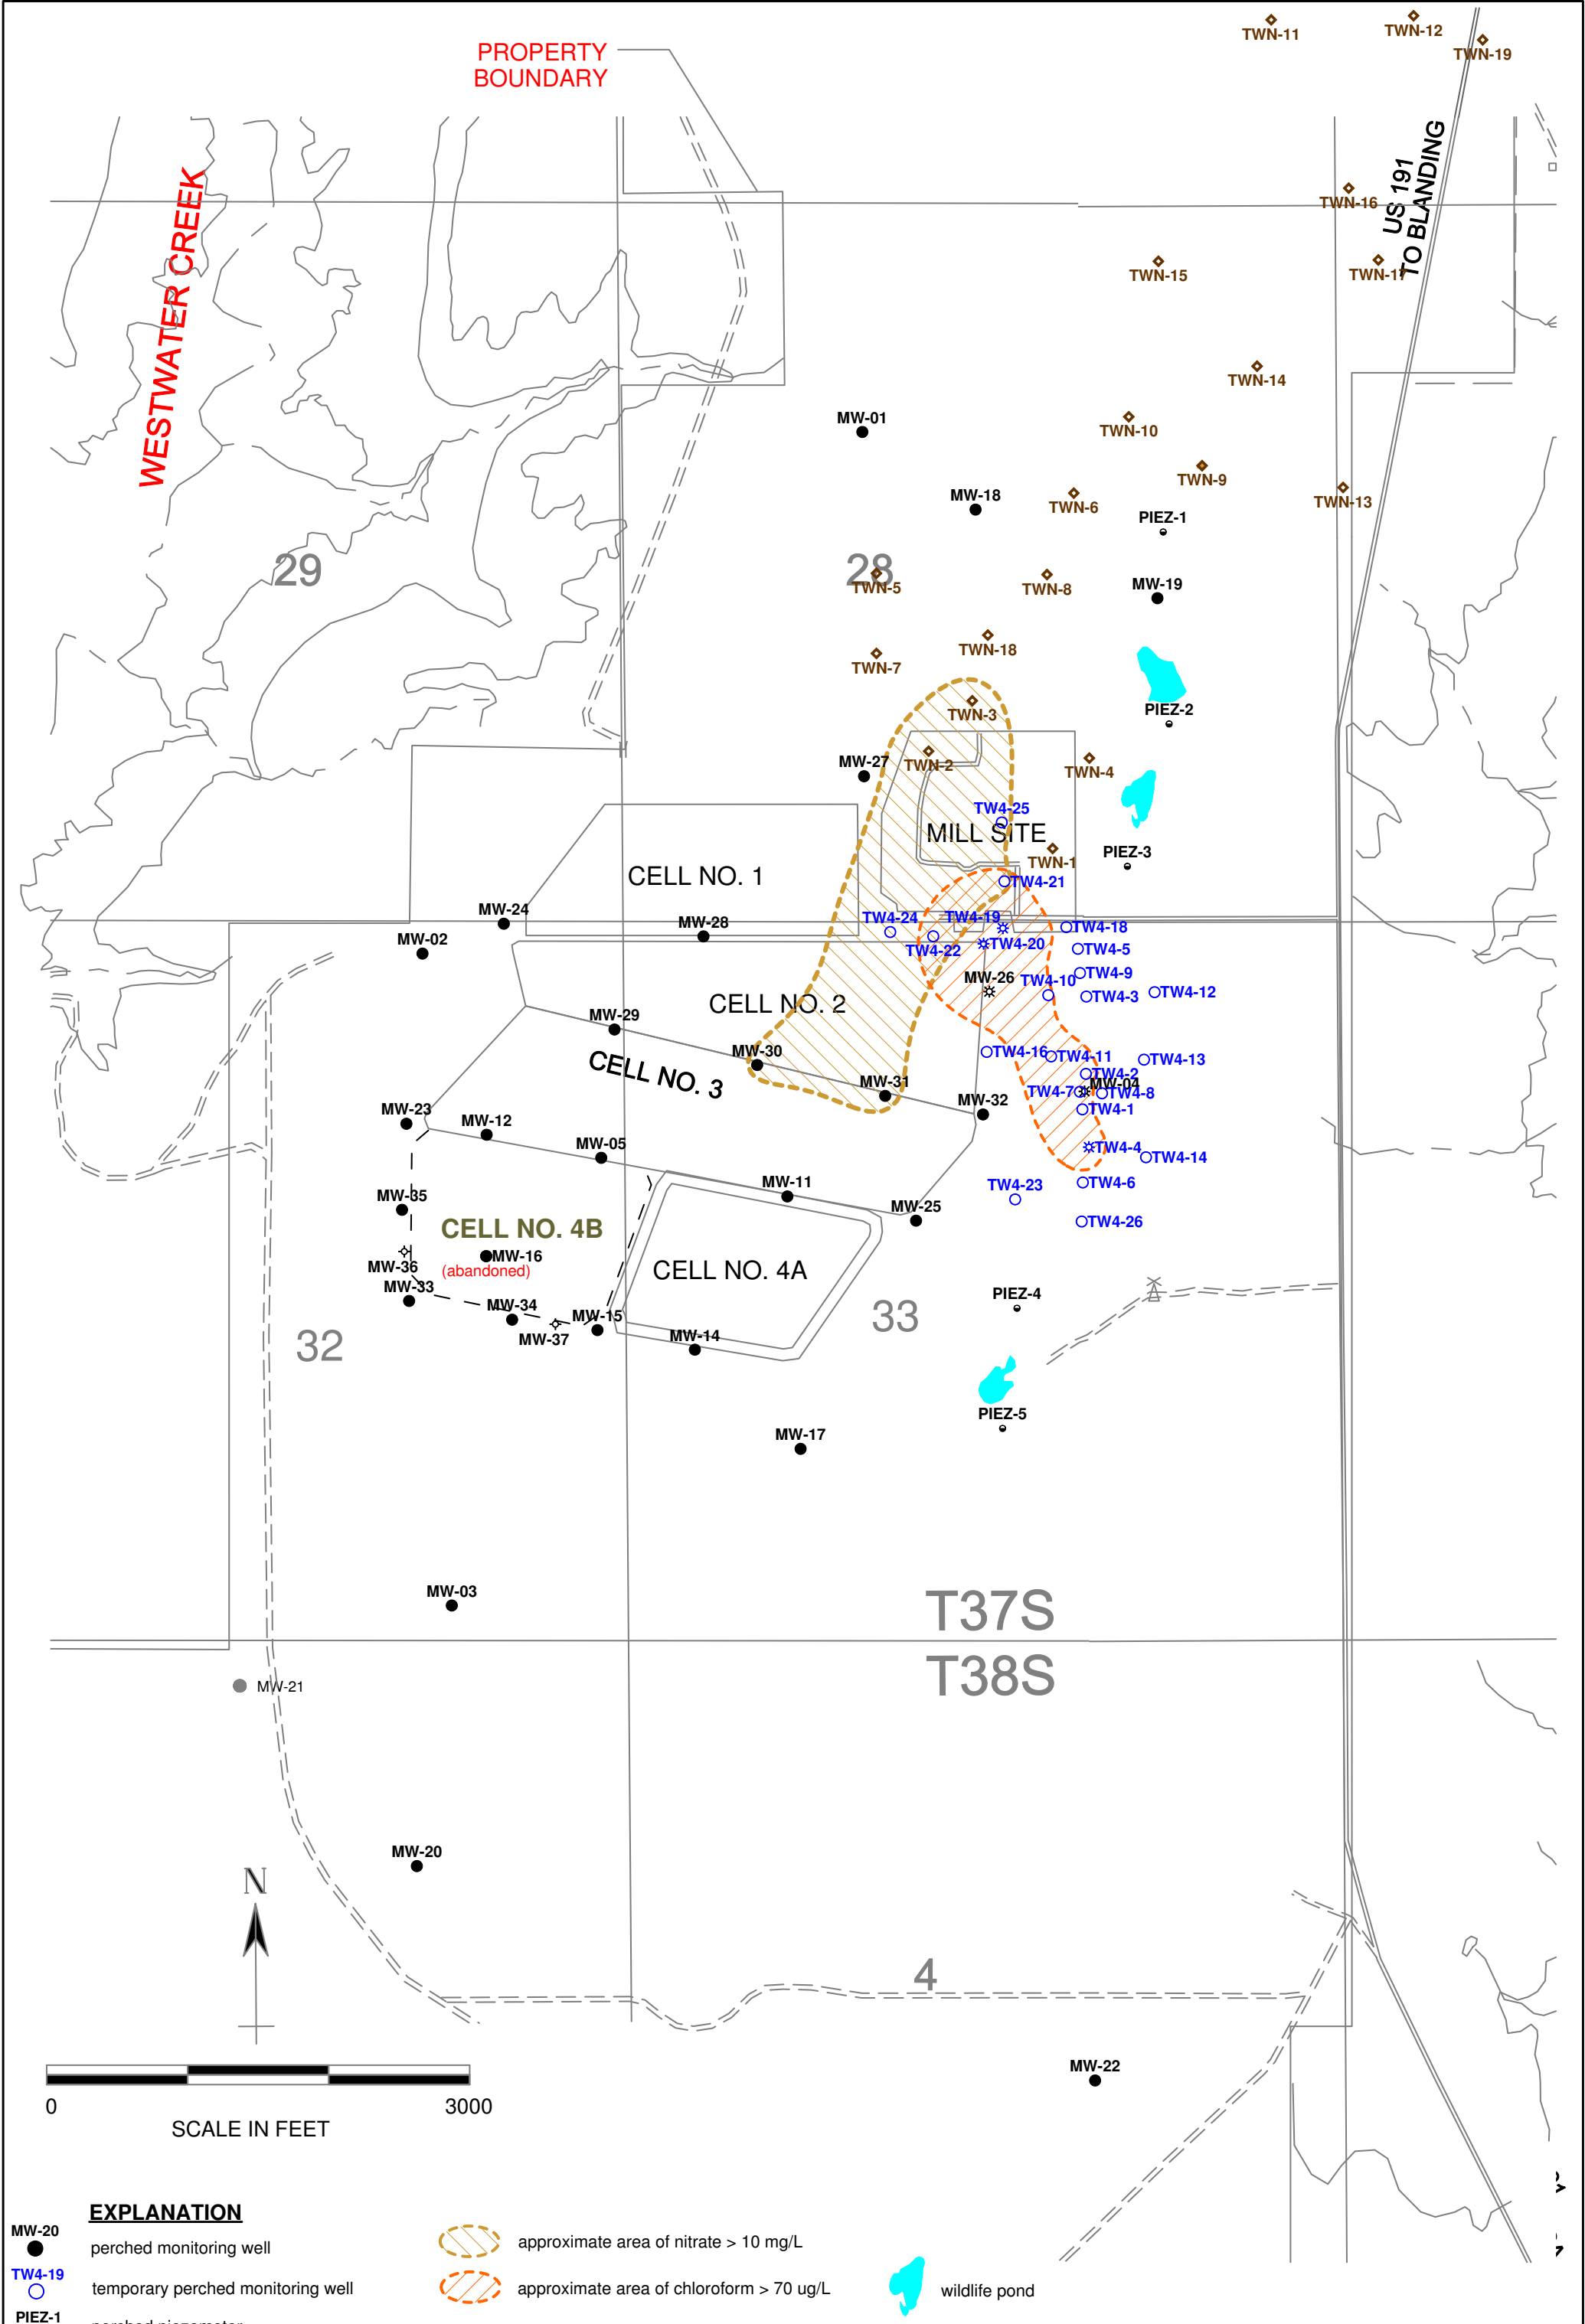 TWN-11
TWN-12
TWN-19
PROPERTY
BOUNDARY
US 191
TO BLANDING
WESTWATER CREEK
TWN-16
TWN-15
TWN-17
TWN-14
MW-01
TWN-10
TWN-9
MW-18
TWN-6
TWN-13
PIEZ-1
29
28
TWN-5
TWN-8
MW-19
TWN-18
TWN-7
TWN-3
PIEZ-2
MW-27
TWN-2
TWN-4
TW4-25
MILL SITE
TWN-1
PIEZ-3
CELL NO. 1
TW4-21
MW-24
MW-28
TW4-24
TW4-19
TW4-18
MW-02
TW4-22
TW4-20
TW4-5
MW-26
TW4-10
TW4-9
TW4-3
TW4-12
CELL NO. 2
MW-29
MW-30
TW4-16
TW4-11
TW4-13
CELL NO. 3
TW4-2
MW-31
TW4-7
MW-04
TW4-8
MW-23
MW-12
MW-32
TW4-1
MW-05
TW4-4
TW4-14
MW-11
TW4-23
TW4-6
MW-35
MW-25
TW4-26
CELL NO. 4B
MW-16
(abandoned)
CELL NO. 4A
MW-36
MW-33
PIEZ-4
MW-34
MW-15
33
MW-37
MW-14
32
PIEZ-5
MW-17
MW-03
T37S
T38S
MW-21
MW-20
N
4
MW-22
0
3000
SCALE IN FEET
EXPLANATION
MW-20
perched monitoring well
approximate area of nitrate > 10 mg/L
TW4-19
temporary perched monitoring well
approximate area of chloroform > 70 ug/L
wildlife pond
PIEZ-1